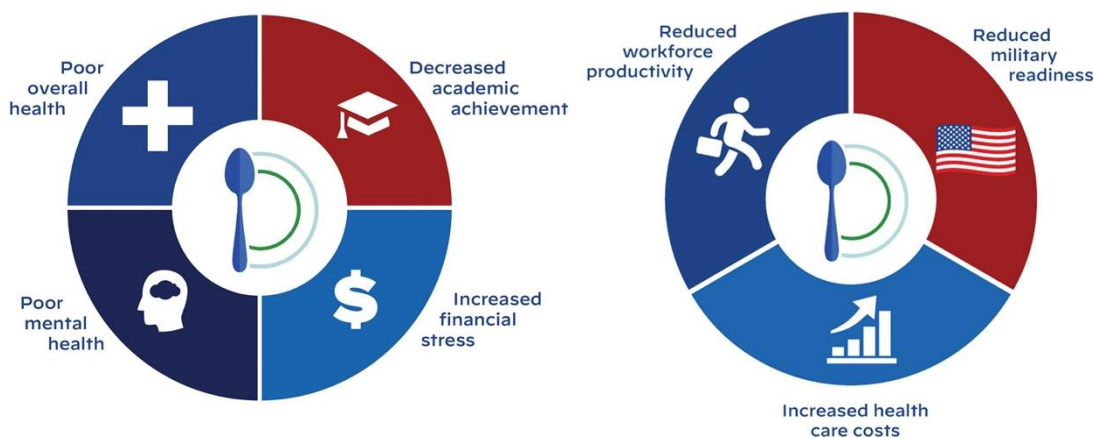 Poor
overall
health
Decreased
academic
achievement
Poor
mental
health
Increased
financial
stress
$
Reduced
workforce
productivity
Reduced
military
readiness
Increased health
care costs